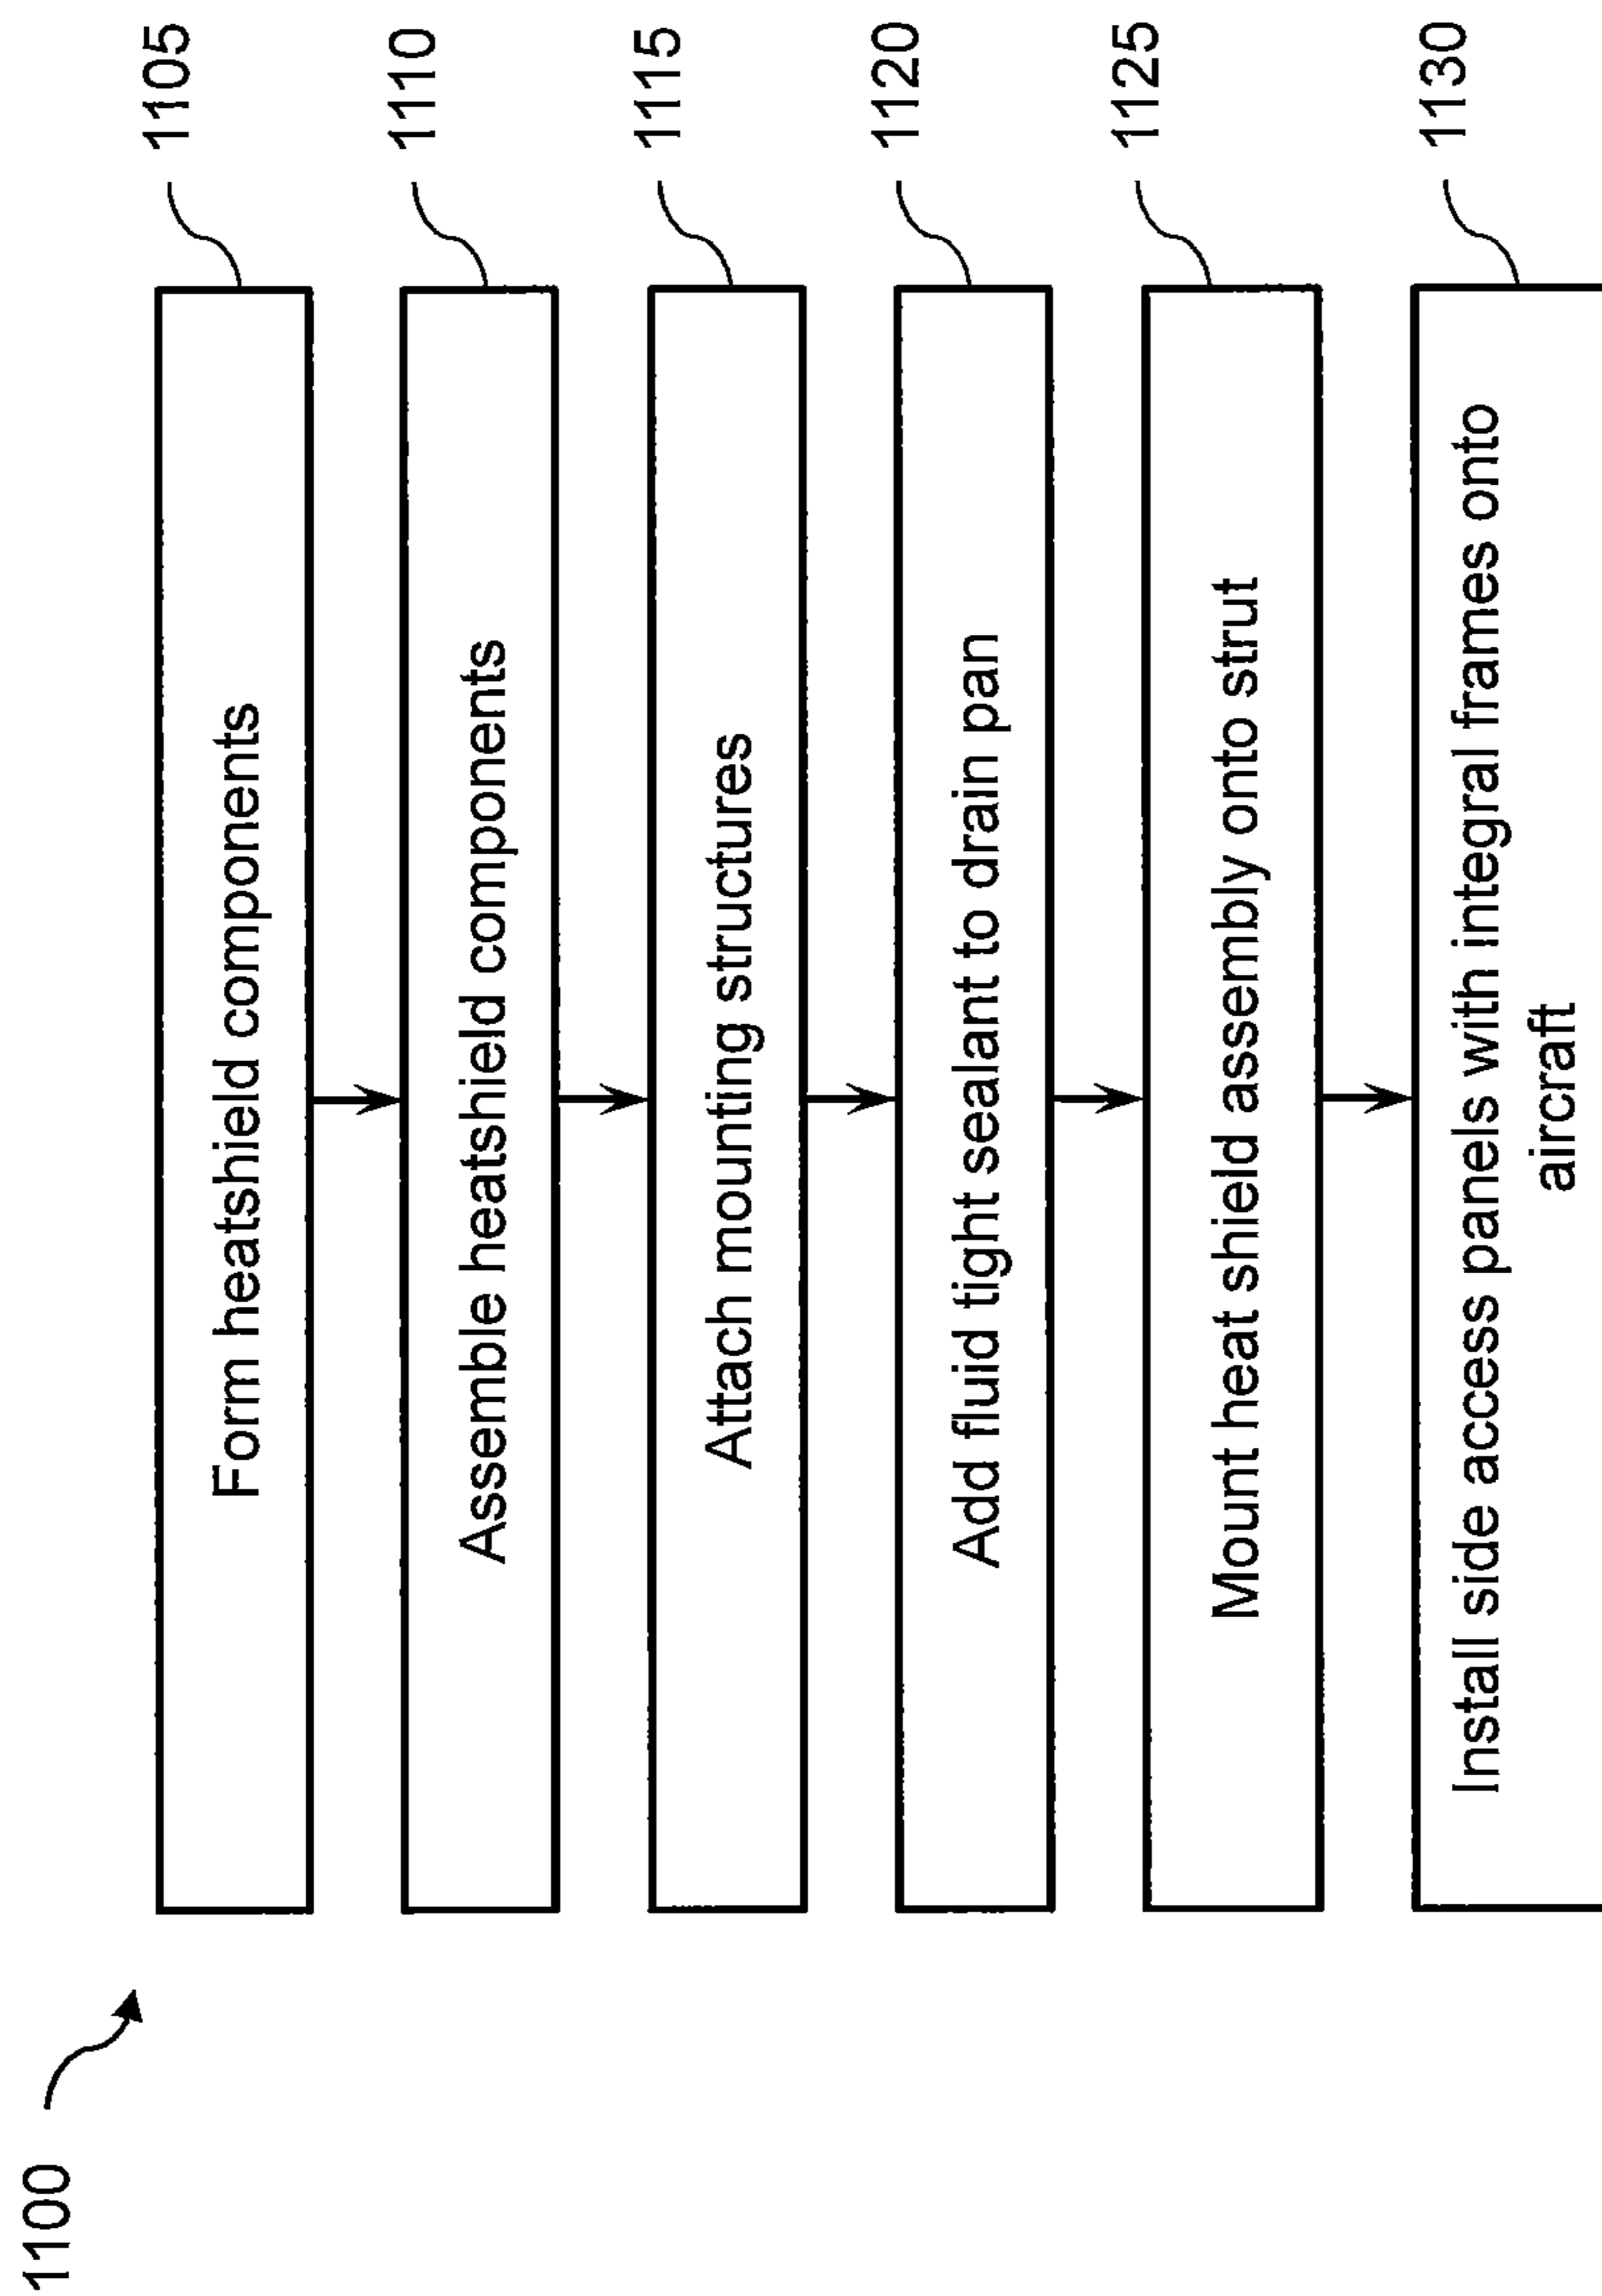 1100
Form heatshield components
1105
Assemble heatshield components
1110
Attach mounting structures
1115
Add fluid tight sealant to drain pan
1120
Mount heat shield assembly onto strut
1125
Install side access panels with integral frames onto
aircraft
1130